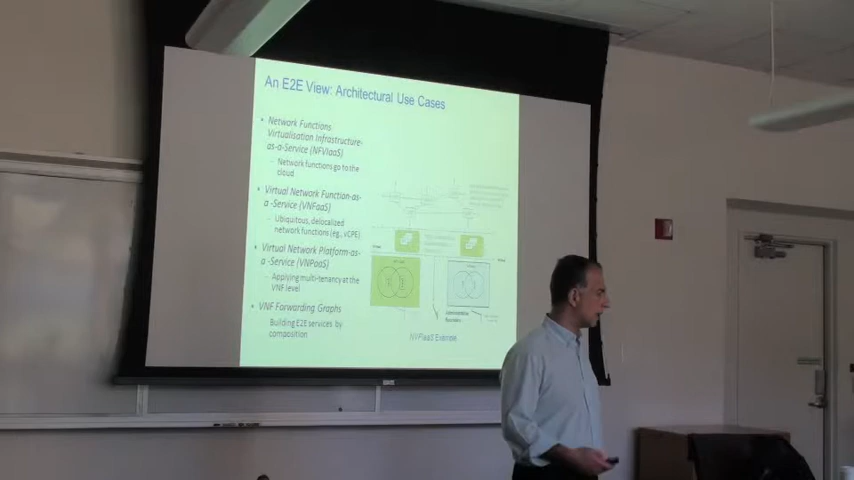 An E2E View: Architectural Use Cases
• Network Functions
Virtualisation Infrastructure-
as-a-Service (NFVIaaS)
– Network functions go to the
cloud
• Virtual Network Function-as-
a -Service (VNFaaS)
– Ubiquitous, delocalized
network functions (eg., vCPE)
• Virtual Network Platform-as-
a -Service (VNPaaS)
– Applying multi-tenancy at the
VNF level
• VNF Forwarding Graphs
– Building E2E services by
composition